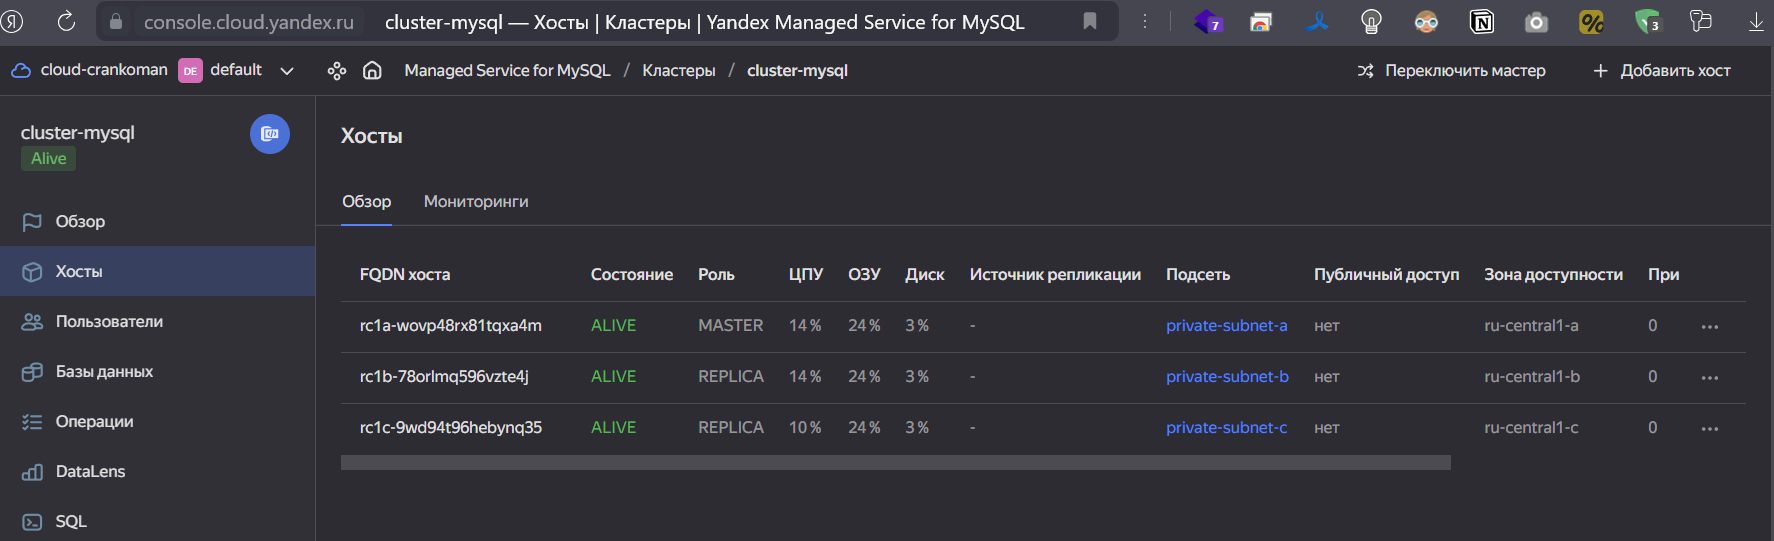 console.cloud.yandex.ru cluster-mysql — Хосты | Кластеры | Yandex Managed Service for MySQL 7 % 3
cloud-crankoman DE default Managed Service for MySQL / Кластеры / cluster-mysql Переключить мастер + Добавить хост
cluster-mysql
Alive
Обзор
Хосты
Пользователи
Базы данных
Операции
DataLens
SQL
Хосты
Обзор Мониторинги
FQDN хоста Состояние Роль ЦПУ ОЗУ Диск Источник репликации Подсеть Публичный доступ Зона доступности При
rc1a-wovp48rx81tqxa4m ALIVE MASTER 14 % 24 % 3 % - private-subnet-a нет ru-central1-a 0 ...
rc1b-78orlmq596vzte4j ALIVE REPLICA 14 % 24 % 3 % - private-subnet-b нет ru-central1-b 0 ...
rc1c-9wd94t96hebynq35 ALIVE REPLICA 10 % 24 % 3 % - private-subnet-c нет ru-central1-c 0 ...